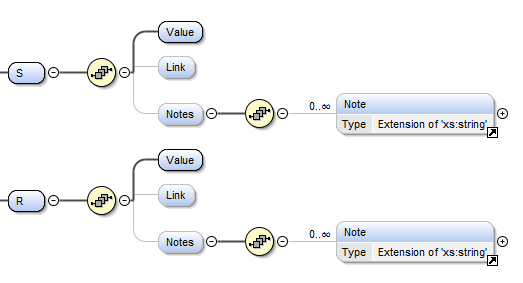 Value
S
Link
Notes
0..∞
Note
Type Extension of 'xs:string'
Value
R
Link
Notes
0..∞
Note
Type Extension of 'xs:string'